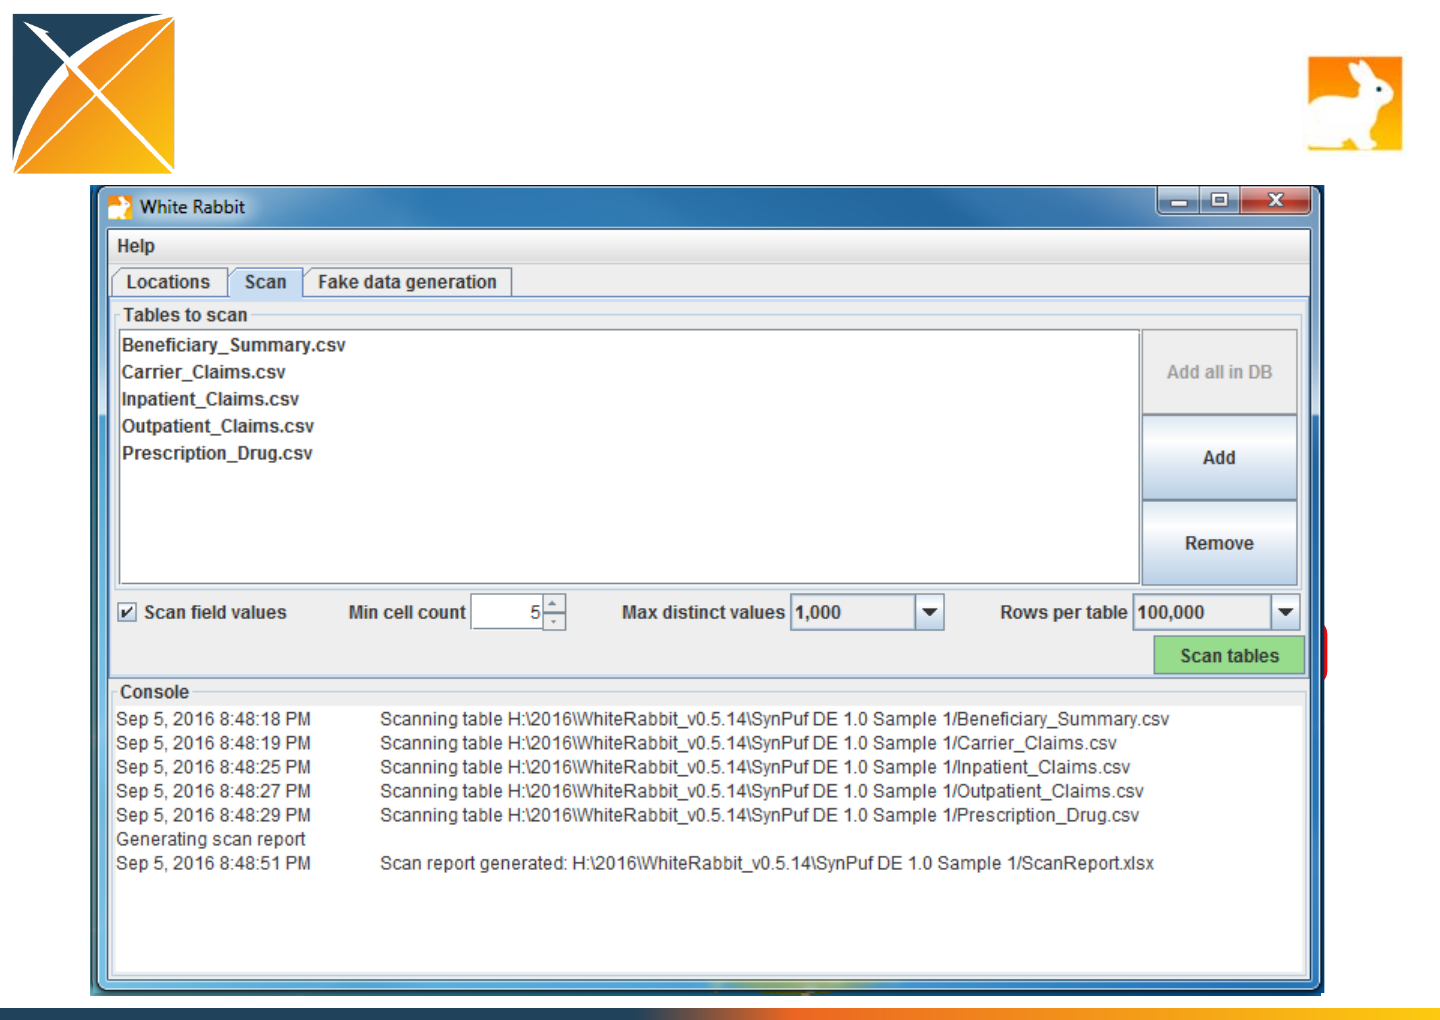 White Rabbit
Help
Locations Scan Fake data generation
Tables to scan
Beneficiary_Summary.csv
Carrier_Claims.csv
Inpatient_Claims.csv
Outpatient_Claims.csv
Prescription_Drug.csv
Add all in DB
Add
Remove
Scan field values Min cell count 5 Max distinct values 1,000 Rows per table 100,000
Scan tables
Console
Sep 5, 2016 8:48:18 PM Scanning table H:\2016\WhiteRabbit_v0.5.14\SynPuf DE 1.0 Sample 1/Beneficiary_Summary.csv
Sep 5, 2016 8:48:19 PM Scanning table H:\2016\WhiteRabbit_v0.5.14\SynPuf DE 1.0 Sample 1/Carrier_Claims.csv
Sep 5, 2016 8:48:25 PM Scanning table H:\2016\WhiteRabbit_v0.5.14\SynPuf DE 1.0 Sample 1/Inpatient_Claims.csv
Sep 5, 2016 8:48:27 PM Scanning table H:\2016\WhiteRabbit_v0.5.14\SynPuf DE 1.0 Sample 1/Outpatient_Claims.csv
Sep 5, 2016 8:48:29 PM Scanning table H:\2016\WhiteRabbit_v0.5.14\SynPuf DE 1.0 Sample 1/Prescription_Drug.csv
Generating scan report
Sep 5, 2016 8:48:51 PM Scan report generated: H:\2016\WhiteRabbit_v0.5.14\SynPuf DE 1.0 Sample 1/ScanReport.xlsx